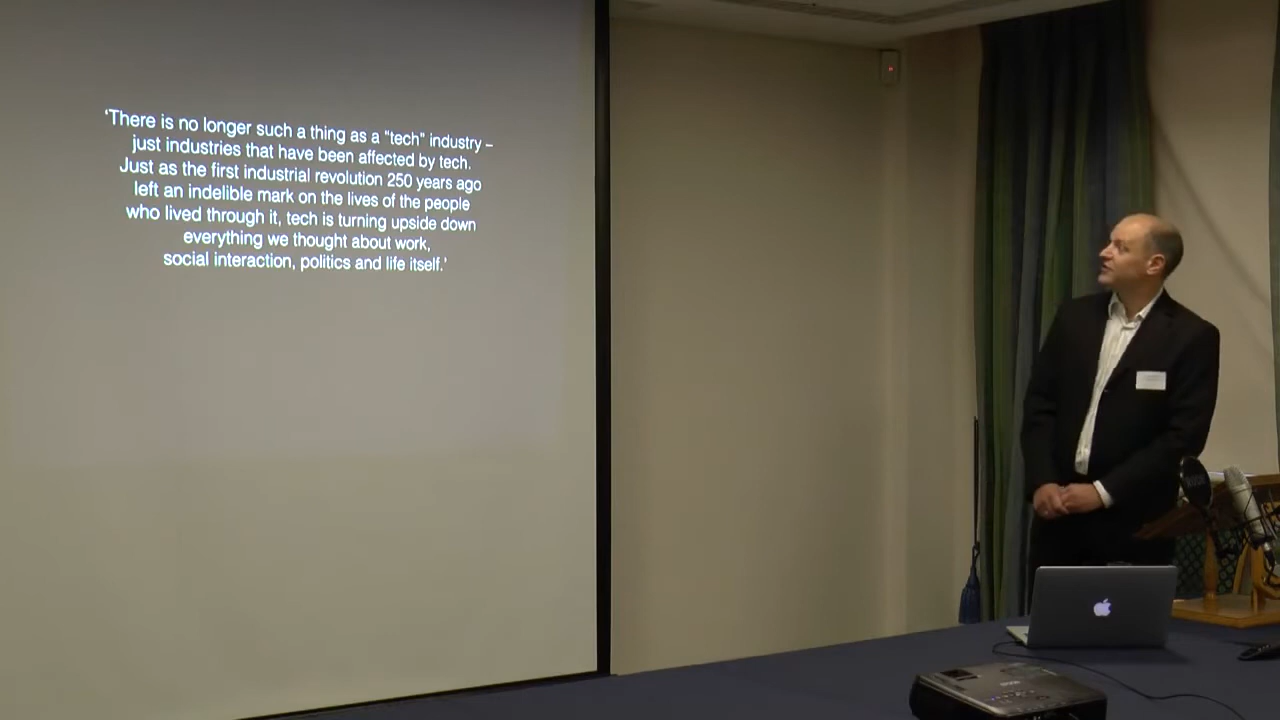 ‘There is no longer such a thing as a "tech" industry –
just industries that have been affected by tech.
Just as the first industrial revolution 250 years ago
left an indelible mark on the lives of the people
who lived through it, tech is turning upside down
everything we thought about work,
social interaction, politics and life itself.’